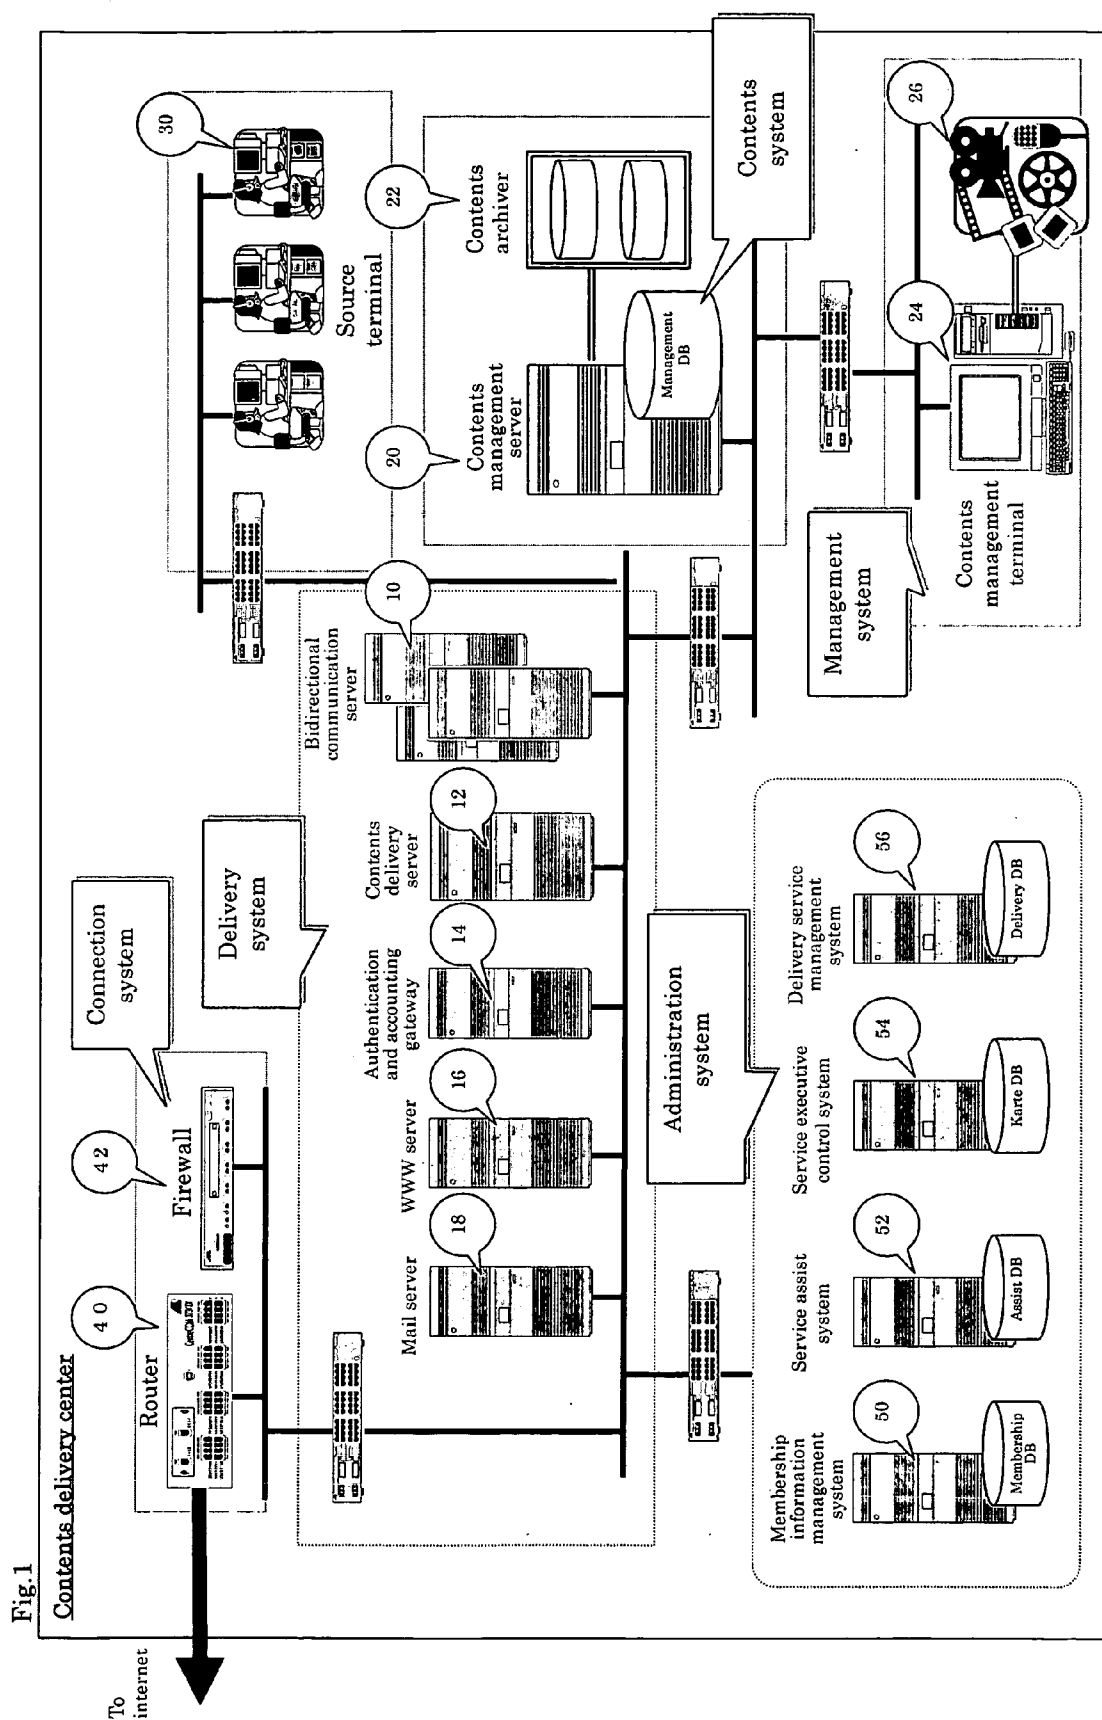 Fig.1
Contents delivery center
To
internet
40
Router
42
Firewall
Connection
system
Delivery
system
30
Source
terminal
Mail server
18
WWW server
16
Authentication
and accounting
gateway
14
Contents
delivery
server
12
Bidirectional
communication
server
10
20
Contents
management
server
Management
DB
22
Contents
archiver
Contents
system
Administration
system
Membership
information
management
system
50
Membership
DB
Service assist
system
52
Assist DB
Service executive
control system
54
Karte DB
Delivery service
management
system
56
Delivery DB
Management
system
Contents
management
terminal
24
26